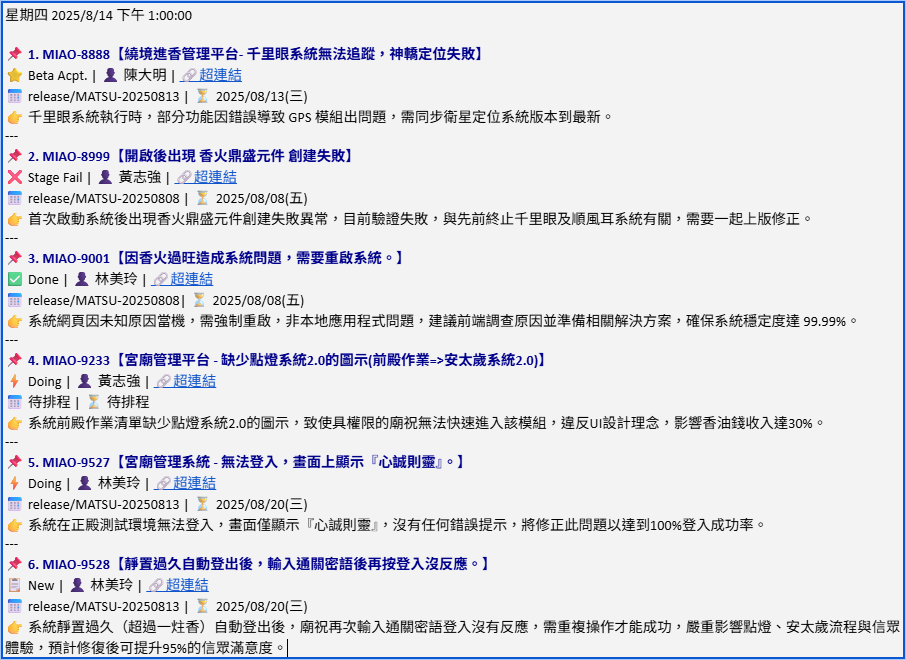 星期四 2025/8/14 下午 1:00:00
📌 1. MIAO-8888【繞境進香管理平台- 千里眼系統無法追蹤，神轎定位失敗】
⭐ Beta Acpt. | 👤 陳大明 | 🔗超連結
📅 release/MATSU-20250813 | ⏳ 2025/08/13(三)
👉 千里眼系統執行時，部分功能因錯誤導致 GPS 模組出問題，需同步衛星定位系統版本到最新。
---
📌 2. MIAO-8999【開啟後出現 香火鼎盛元件 創建失敗】
❌ Stage Fail | 👤 黃志強 | 🔗超連結
📅 release/MATSU-20250808 | ⏳ 2025/08/08(五)
👉 首次啟動系統後出現香火鼎盛元件創建失敗異常，目前驗證失敗，與先前終止千里眼及順風耳系統有關，需要一起上版修正。
---
📌 3. MIAO-9001【因香火過旺造成系統問題，需要重啟系統。】
✅ Done | 👤 林美玲 | 🔗超連結
📅 release/MATSU-20250808| ⏳ 2025/08/08(五)
👉 系統網頁因未知原因當機，需強制重啟，非本地應用程式問題，建議前端調查原因並準備相關解決方案，確保系統穩定度達 99.99%。
---
📌 4. MIAO-9233【宮廟管理平台 - 缺少點燈系統2.0的圖示(前殿作業=>安太歲系統2.0)】
⚡ Doing | 👤 黃志強 | 🔗超連結
📅 待排程 | ⏳ 待排程
👉 系統前殿作業清單缺少點燈系統2.0的圖示，致使具權限的廟祝無法快速進入該模組，違反UI設計理念，影響香油錢收入達30%。
---
📌 5. MIAO-9527【宮廟管理系統 - 無法登入，畫面上顯示『心誠則靈』。】
⚡ Doing | 👤 林美玲 | 🔗超連結
📅 release/MATSU-20250813 | ⏳ 2025/08/20(三)
👉 系統在正殿測試環境無法登入，畫面僅顯示『心誠則靈』，沒有任何錯誤提示，將修正此問題以達到100%登入成功率。
---
📌 6. MIAO-9528【靜置過久自動登出後，輸入通關密語後再按登入沒反應。】
📋 New | 👤 林美玲 | 🔗超連結
📅 release/MATSU-20250813 | ⏳ 2025/08/20(三)
👉 系統靜置過久（超過一炷香）自動登出後，廟祝再次輸入通關密語登入沒有反應，需重複操作才能成功，嚴重影響點燈、安太歲流程與信眾
體驗，預計修復後可提升95%的信眾滿意度。